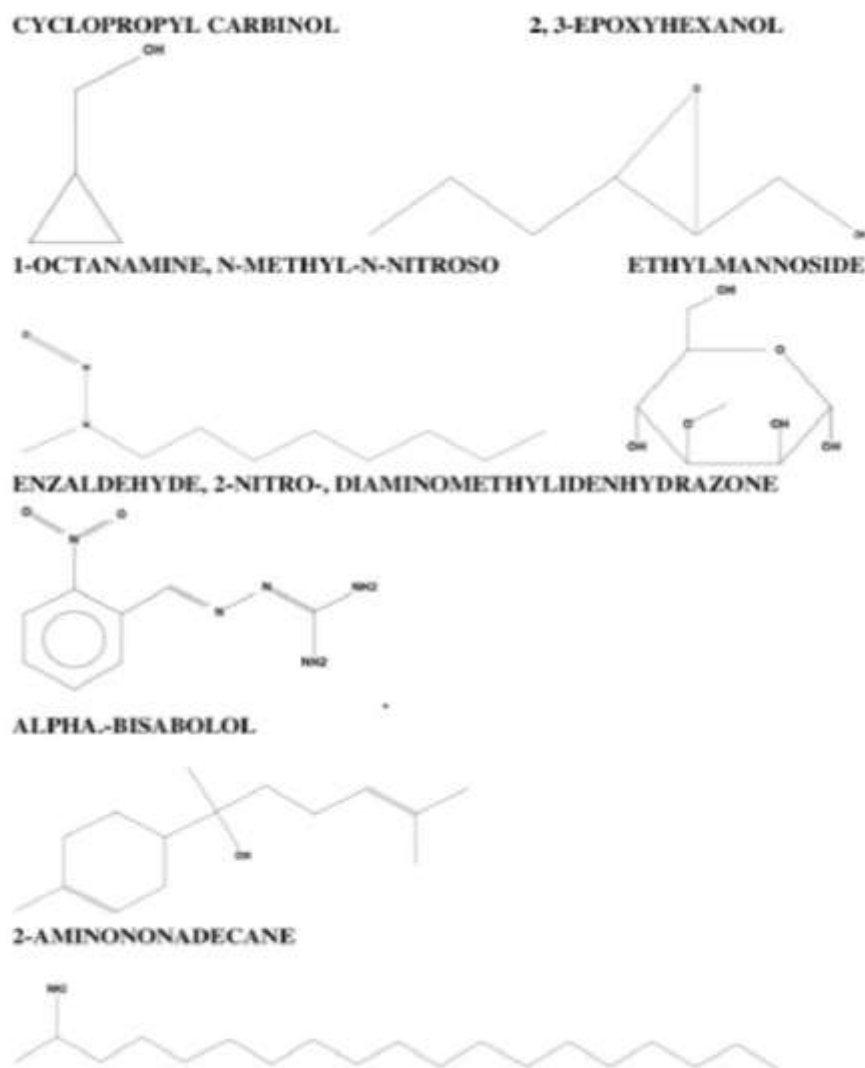 CYCLOPROPYL CARBINOL 2, 3-EPOXYHEXANOL
OH
O
OH
1-OCTANAMINE, N-METHYL-N-NITROSO ETHYLMANNOSIDE
OH
O
O
N
N
O
OH
OH
OH
ENZALDEHYDE, 2-NITRO-, DIAMINOMETHYLIDENHYDRAZONE
O O
N
N
N
NH2
NH2
ALPHA.-BISABOLOL
OH
2-AMINONONADECANE
NH2